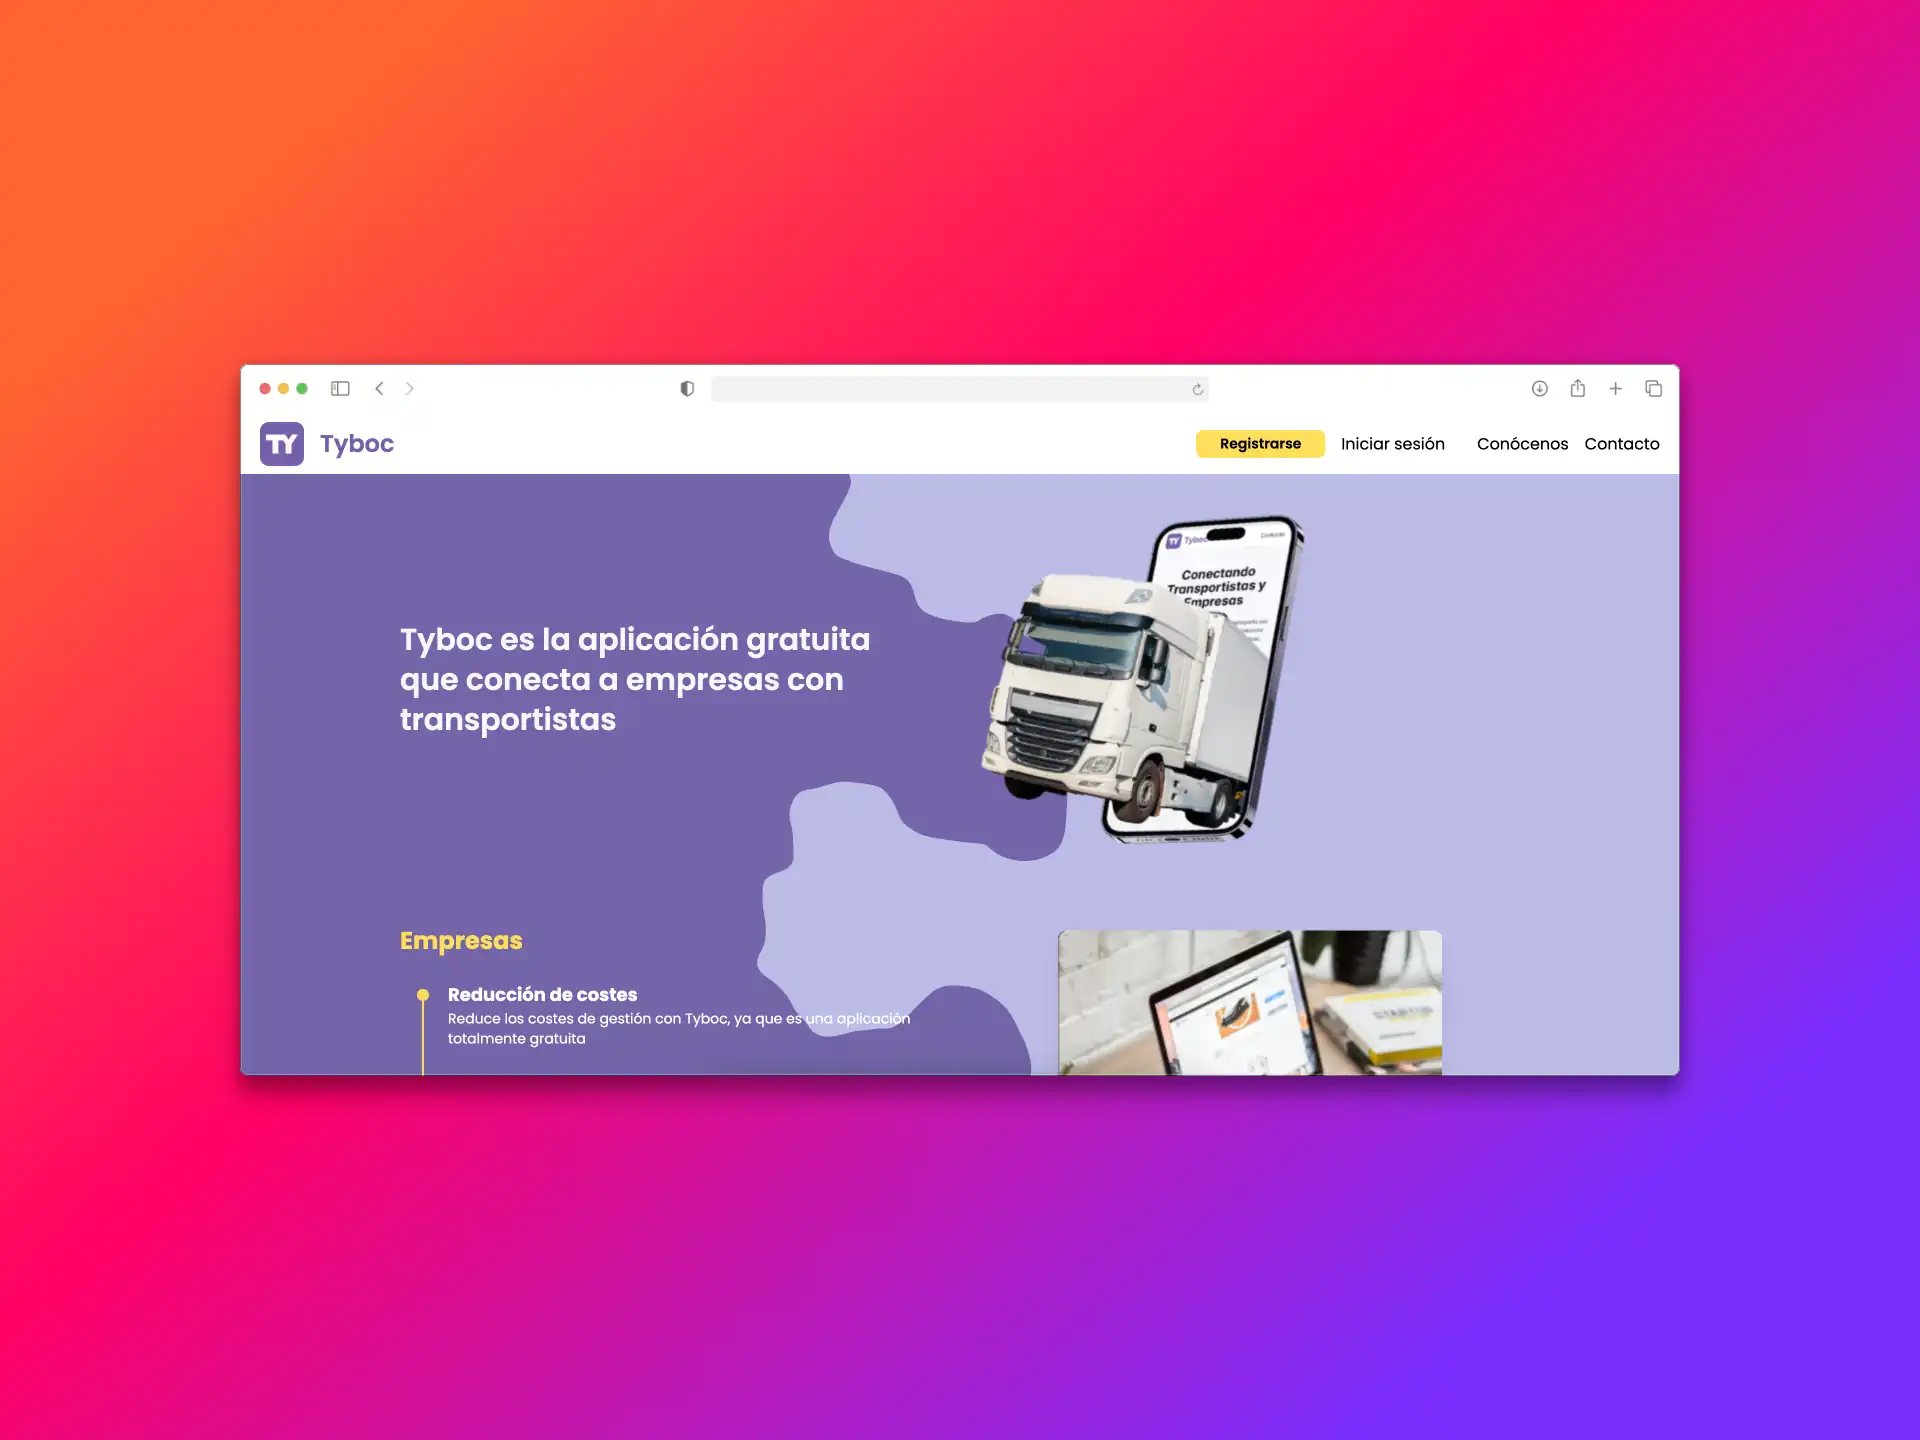 TY Tyboc
Registrarse Iniciar sesión Conócenos Contacto
TY Tyboc Contacto
Conectando
Transportistas y
Empresas
Tyboc es la aplicación gratuita
que conecta a empresas con
transportistas
Empresas
Reducción de costes
Reduce los costes de gestión con Tyboc, ya que es una aplicación
totalmente gratuita
STARTUP